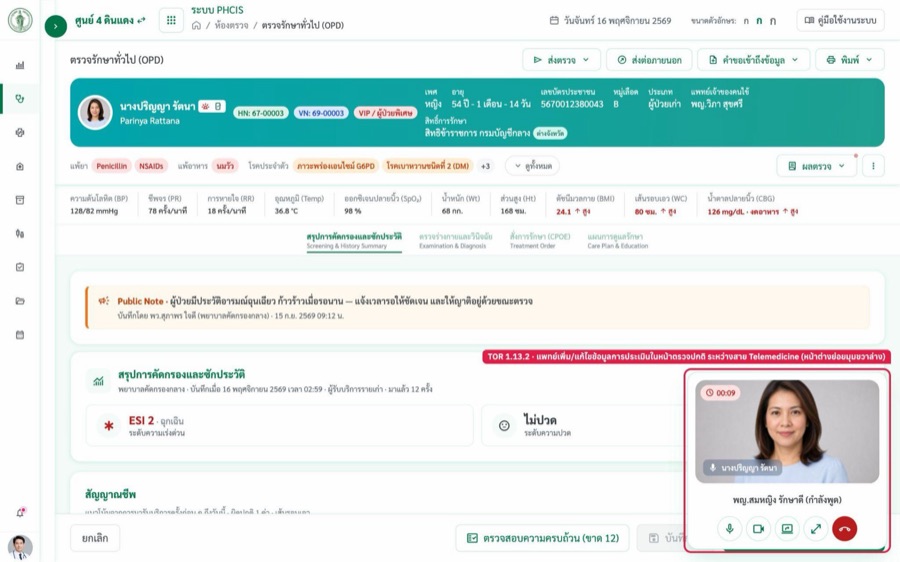 ศูนย์ 4 ดินแดง
ระบบ PHCIS
/ ห้องตรวจ / ตรวจรักษาทั่วไป (OPD)
วันจันทร์ 16 พฤศจิกายน 2569
ขนาดตัวอักษร: ก ก ก
คู่มือใช้งานระบบ
ตรวจรักษาทั่วไป (OPD)
ส่งตรวจ
ส่งต่อภายนอก
คำขอเข้าถึงข้อมูล
พิมพ์
นางปริญญา รัตนา
Parinya Rattana
HN: 67-00003
VN: 69-00003
VIP / ผู้ป่วยพิเศษ
เพศ อายุ เลขบัตรประชาชน หมู่เลือด ประเภท แพทย์เจ้าของคนไข้
หญิง 54 ปี - 1 เดือน - 14 วัน 5670012380043 B ผู้ป่วยเก่า พญ.วิภา สุขศรี
สิทธิ์การรักษา
สิทธิข้าราชการ กรมบัญชีกลาง ต่างจังหวัด
แพ้ยา Penicillin NSAIDs แพ้อาหาร นมวัว โรคประจำตัว ภาวะพร่องเอนไซม์ G6PD โรคเบาหวานชนิดที่ 2 (DM) +3 ดูทั้งหมด
ผลตรวจ
ความดันโลหิต (BP) ชีพจร (PR) การหายใจ (RR) อุณหภูมิ (Temp) ออกซิเจนปลายนิ้ว (SpO₂) น้ำหนัก (Wt) ส่วนสูง (Ht) ดัชนีมวลกาย (BMI) เส้นรอบเอว (WC) น้ำตาลปลายนิ้ว (CBG)
128/82 mmHg 78 ครั้ง/นาที 18 ครั้ง/นาที 36.8 °C 98 % 68 กก. 168 ซม. 24.1 ↑ สูง 80 ซม. ↑ สูง 126 mg/dL · งดอาหาร ↑ สูง
สรุปการคัดกรองและซักประวัติ ตรวจร่างกายและวินิจฉัย สั่งการรักษา (CPOE) แผนการดูแลรักษา
Screening & History Summary Examination & Diagnosis Treatment Order Care Plan & Education
Public Note · ผู้ป่วยมีประวัติอารมณ์ฉุนเฉียว ก้าวร้าวเมื่อรอนาน — แจ้งเวลารอให้ชัดเจน และให้ญาติอยู่ด้วยขณะตรวจ
บันทึกโดย พว.สุภาพร ใจดี (พยาบาลคัดกรองกลาง) · 15 ก.ย. 2569 09:12 น.
TOR 1.13.2 · แพทย์เพิ่ม/แก้ไขข้อมูลการประเมินในหน้าตรวจปกติ ระหว่างสาย Telemedicine (หน้าต่างย่อยมุมขวาล่าง)
สรุปการคัดกรองและซักประวัติ
พยาบาลคัดกรองกลาง · บันทึกเมื่อ 16 พฤศจิกายน 2569 เวลา 02:59 · ผู้รับบริการรายเก่า · มาแล้ว 12 ครั้ง
ESI 2 · ฉุกเฉิน
ระดับความเร่งด่วน
ไม่ปวด
ระดับความปวด
00:09
นางปริญญา รัตนา
พญ.สมหญิง รักษาดี (กำลังพูด)
สัญญาณชีพ
ยกเลิก
ตรวจสอบความครบถ้วน (ขาด 12)